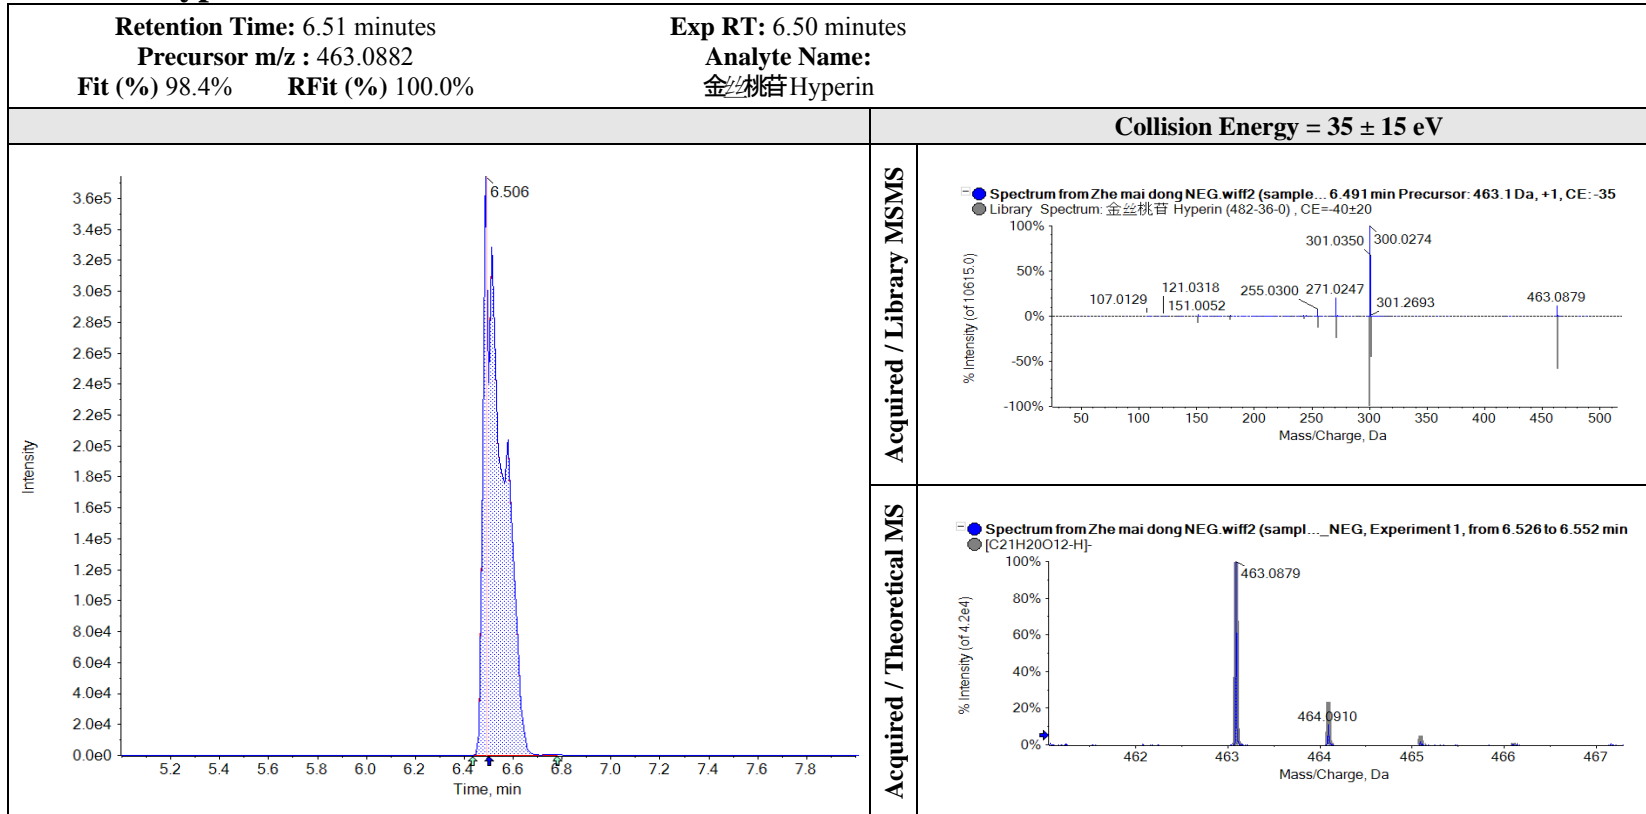 Retention Time: 6.51 minutes
Exp RT: 6.50 minutes
Precursor m/z : 463.0882
Analyte Name:
Fit (%) 98.4% RFit (%) 100.0%
金丝桃苷Hyperin
Collision Energy = 35 ± 15 eV
6.506
3.6e5
3.4e5
3.2e5
3.0e5
2.8e5
2.6e5
2.4e5
2.2e5
2.0e5
1.8e5
1.6e5
1.4e5
1.2e5
1.0e5
8.0e4
6.0e4
4.0e4
2.0e4
0.0e0
Intensity
5.2 5.4 5.6 5.8 6.0 6.2 6.4 6.6 6.8 7.0 7.2 7.4 7.6 7.8
Time, min
Acquired / Library MSMS
Spectrum from Zhe mai dong NEG.wiff2 (sample... 6.491 min Precursor: 463.1 Da, +1, CE: -35
Library Spectrum: 金丝桃苷 Hyperin (482-36-0) , CE=-40±20
100%
50%
0%
-50%
-100%
% Intensity (of 10615.0)
301.0350 300.0274
107.0129 121.0318 151.0052 255.0300 271.0247 301.2693 463.0879
50 100 150 200 250 300 350 400 450 500
Mass/Charge, Da
Acquired / Theoretical MS
Spectrum from Zhe mai dong NEG.wiff2 (sampl..._NEG, Experiment 1, from 6.526 to 6.552 min
[C21H20O12-H]-
100%
80%
60%
40%
20%
0%
% Intensity (of 4.2e4)
463.0879
464.0910
462 463 464 465 466 467
Mass/Charge, Da